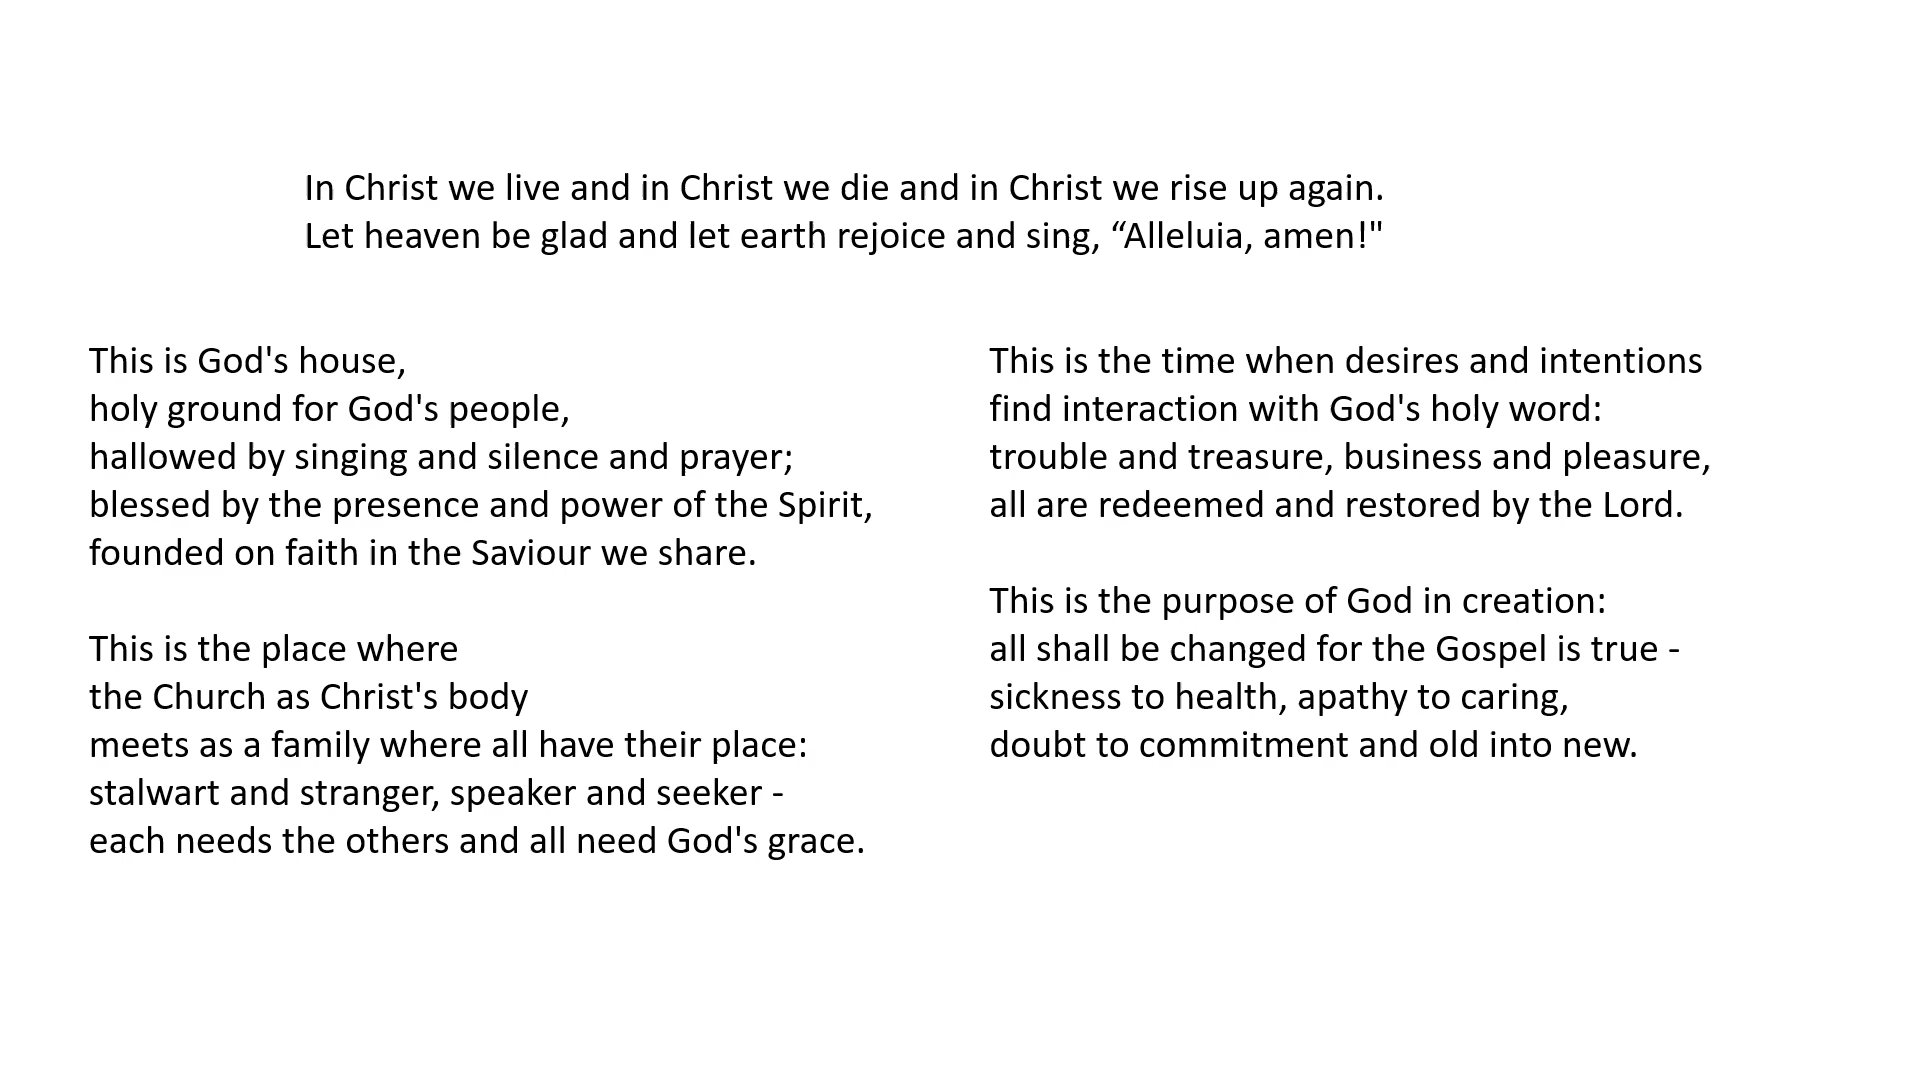 In Christ we live and in Christ we die and in Christ we rise up again.
Let heaven be glad and let earth rejoice and sing, “Alleluia, amen!"
This is God's house,
holy ground for God's people,
hallowed by singing and silence and prayer;
blessed by the presence and power of the Spirit,
founded on faith in the Saviour we share.
This is the place where
the Church as Christ's body
meets as a family where all have their place:
stalwart and stranger, speaker and seeker -
each needs the others and all need God's grace.
This is the time when desires and intentions
find interaction with God's holy word:
trouble and treasure, business and pleasure,
all are redeemed and restored by the Lord.
This is the purpose of God in creation:
all shall be changed for the Gospel is true -
sickness to health, apathy to caring,
doubt to commitment and old into new.